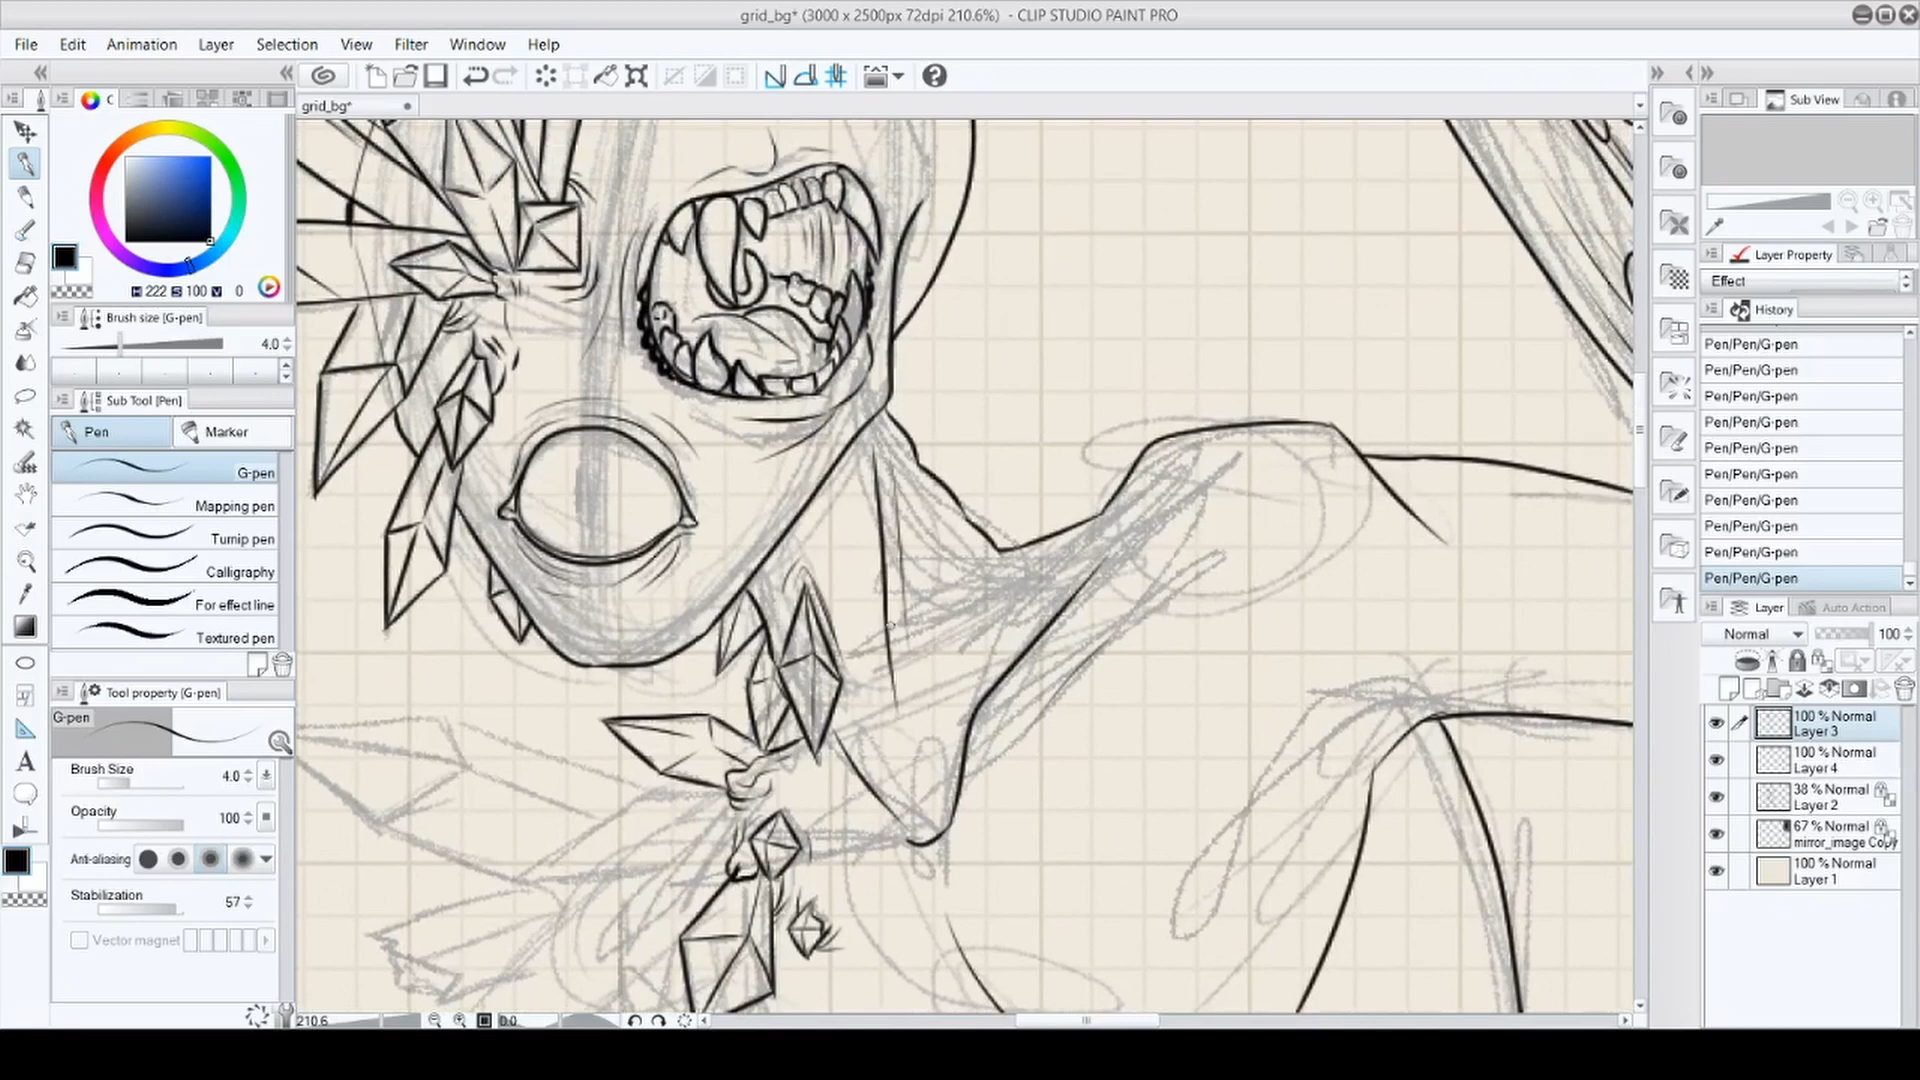 grid_bg* (3000 x 2500px 72dpi 210.6%) - CLIP STUDIO PAINT PRO
File Edit Animation Layer Selection View Filter Window Help
grid_bg*
C
H 222 S 100 V 0
Brush size [G-pen]
4.0
Sub Tool [Pen]
Pen
Marker
G-pen
Mapping pen
Turnip pen
Calligraphy
For effect line
Textured pen
Tool property [G-pen]
G-pen
Brush Size 4.0
Opacity 100
Anti-aliasing
Stabilization 57
Vector magnet
210.6
0.0
Sub View
Layer Property
Effect
History
Pen/Pen/G-pen
Pen/Pen/G-pen
Pen/Pen/G-pen
Pen/Pen/G-pen
Pen/Pen/G-pen
Pen/Pen/G-pen
Pen/Pen/G-pen
Pen/Pen/G-pen
Pen/Pen/G-pen
Pen/Pen/G-pen
Layer
Auto Action
Normal 100
100 % Normal
Layer 3
100 % Normal
Layer 4
38 % Normal
Layer 2
67 % Normal
mirror_image Copy
100 % Normal
Layer 1